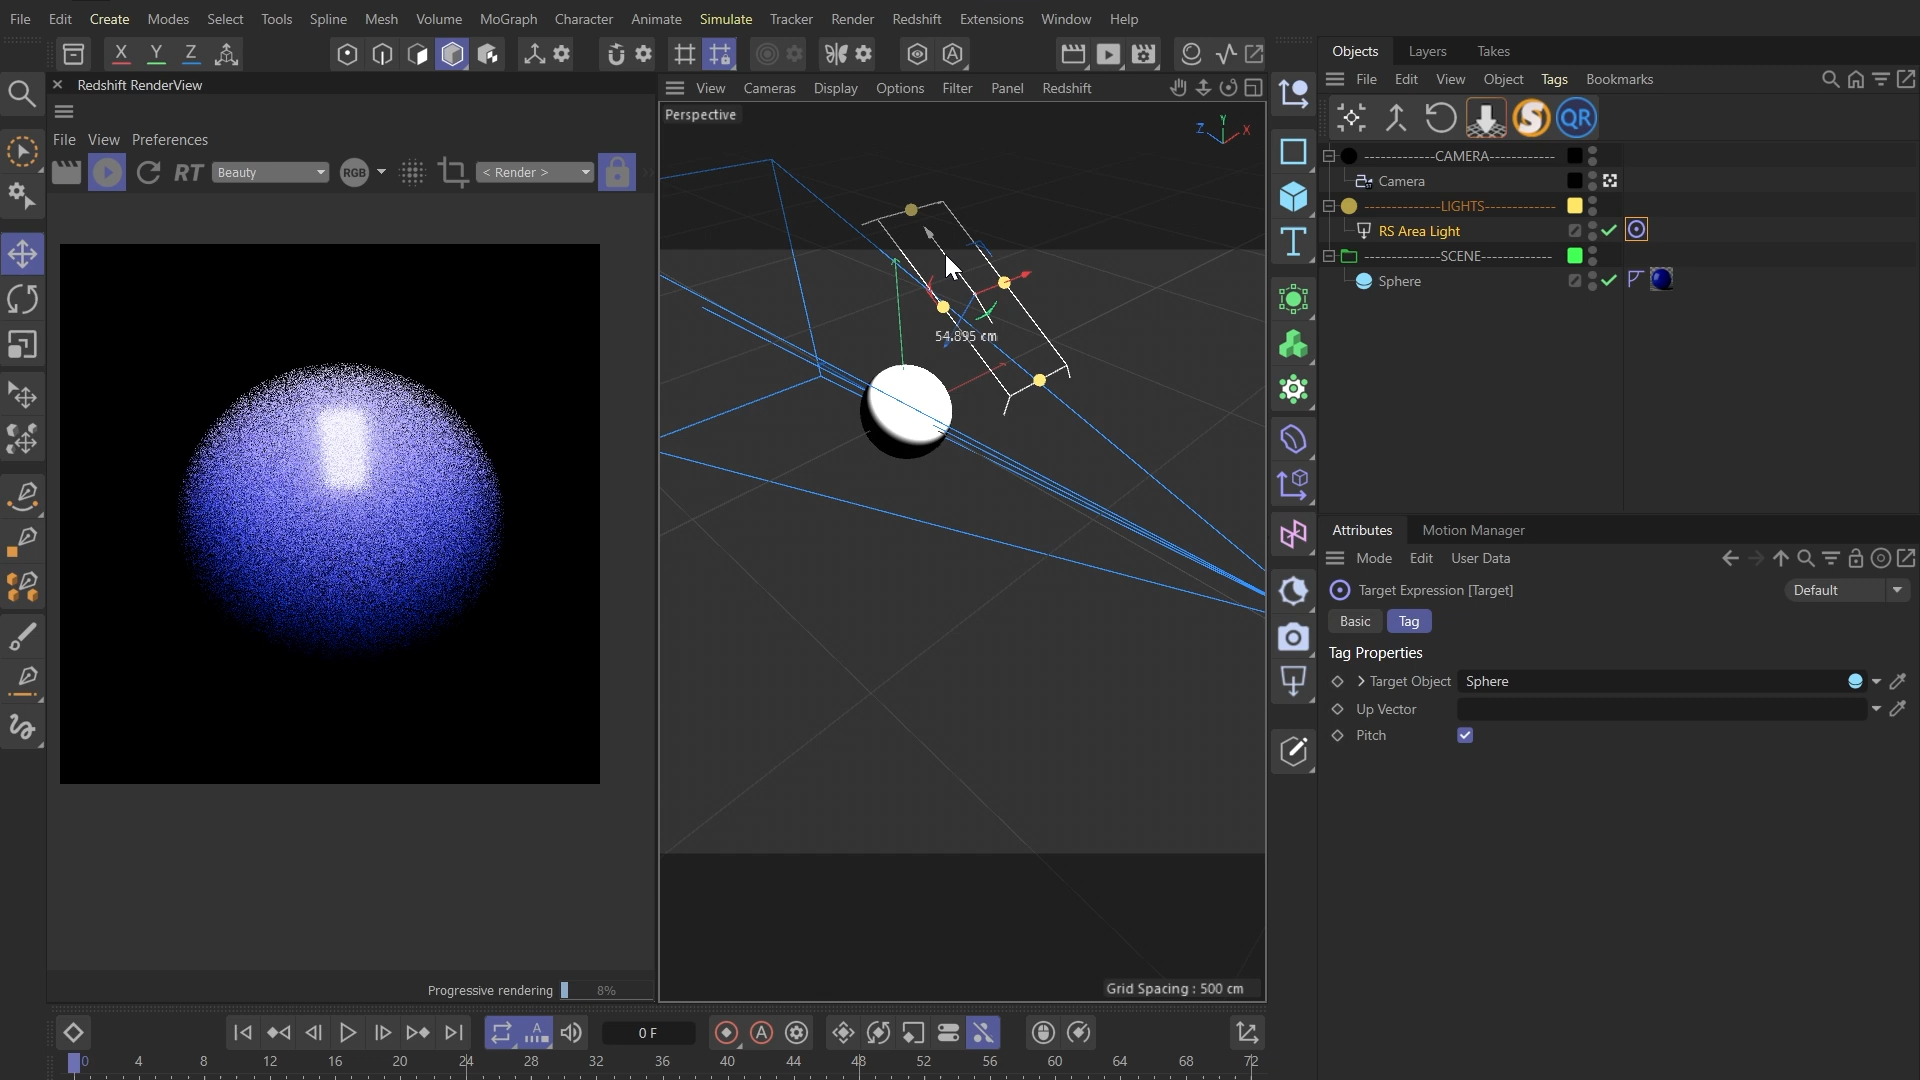 File Edit Create Modes Select Tools Spline Mesh Volume MoGraph Character Animate Simulate Tracker Render Redshift Extensions Window Help
X Y Z
Objects Layers Takes
File Edit View Object Tags Bookmarks
QR
-------------CAMERA------------
Camera
--------------LIGHTS-------------
RS Area Light
--------------SCENE-------------
Sphere
Redshift RenderView
File View Preferences
RT Beauty RGB < Render >
Progressive rendering 8%
View Cameras Display Options Filter Panel Redshift
Perspective
Y
Z X
54.895 cm
Grid Spacing : 500 cm
T
Attributes Motion Manager
Mode Edit User Data
Target Expression [Target] Default
Basic Tag
Tag Properties
Target Object Sphere
Up Vector
Pitch
A 0 F A
0 4 8 12 16 20 24 28 32 36 40 44 48 52 56 60 64 68 72